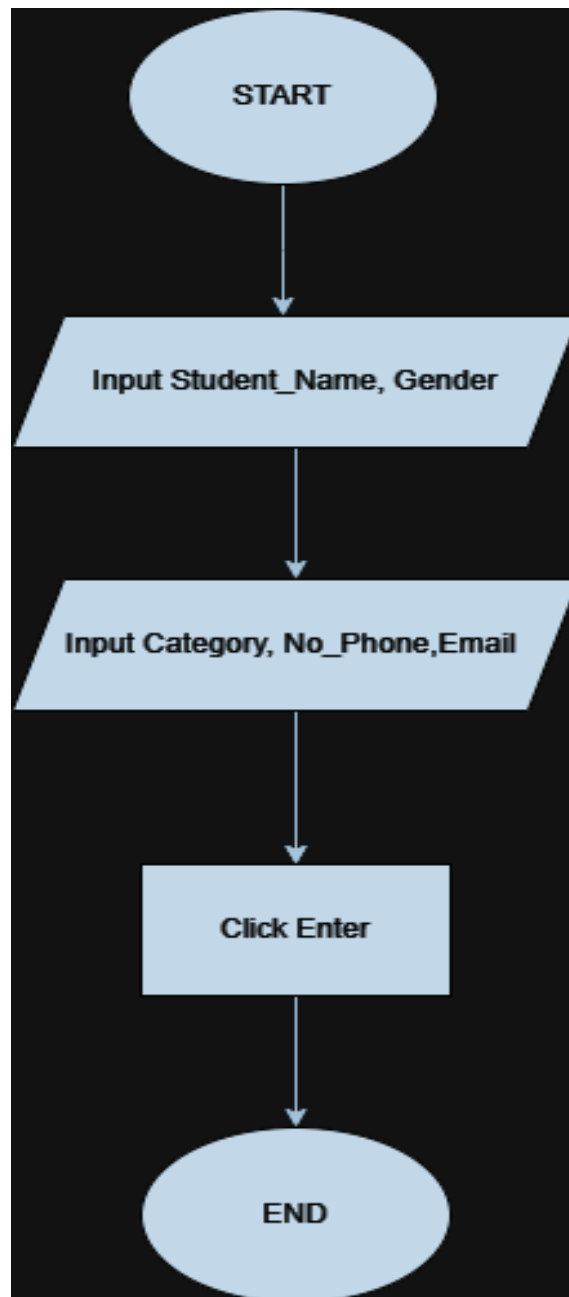 START
Input Student_Name, Gender
Input Category, No_Phone,Email
Click Enter
END